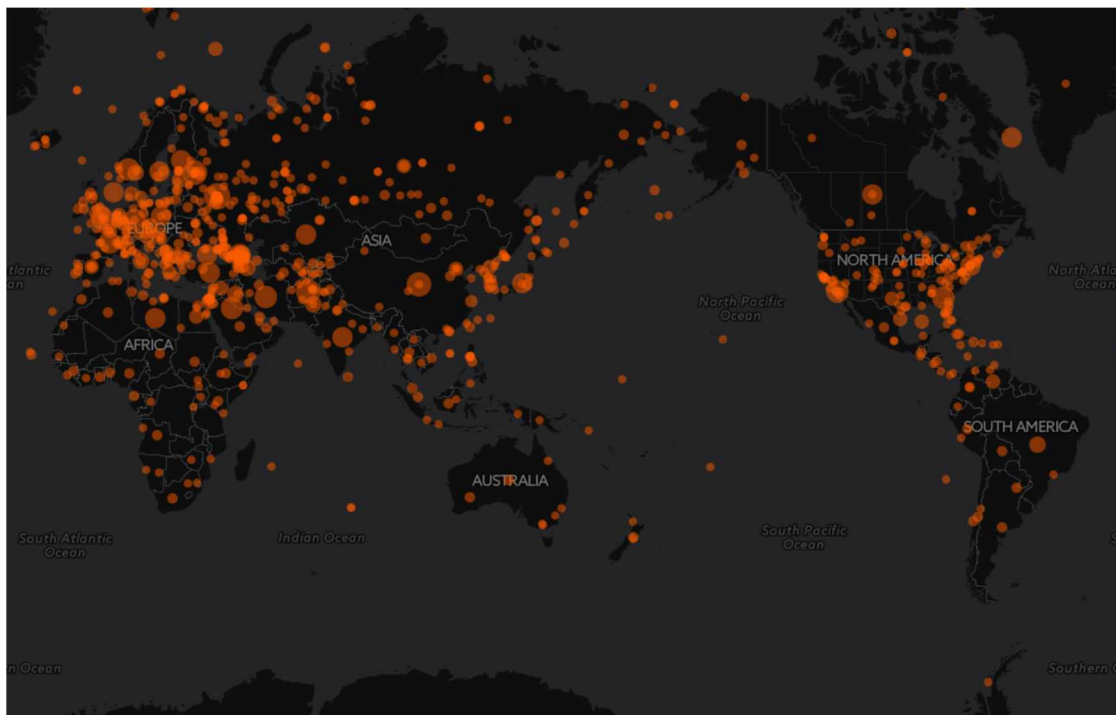 EUROPE
ASIA
tlantic
an
NORTH AMERICA
North Atla
Ocean
North Pacific
Ocean
AFRICA
SOUTH AMERICA
AUSTRALIA
South Atlantic
Ocean
Indian Ocean
South Pacific
Ocean
S
n Ocean
Southern O